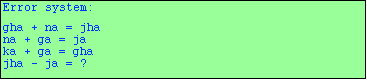 Error system:
gha + na = jha
na + ga = ja
ka + ga = gha
jha - ja = ?